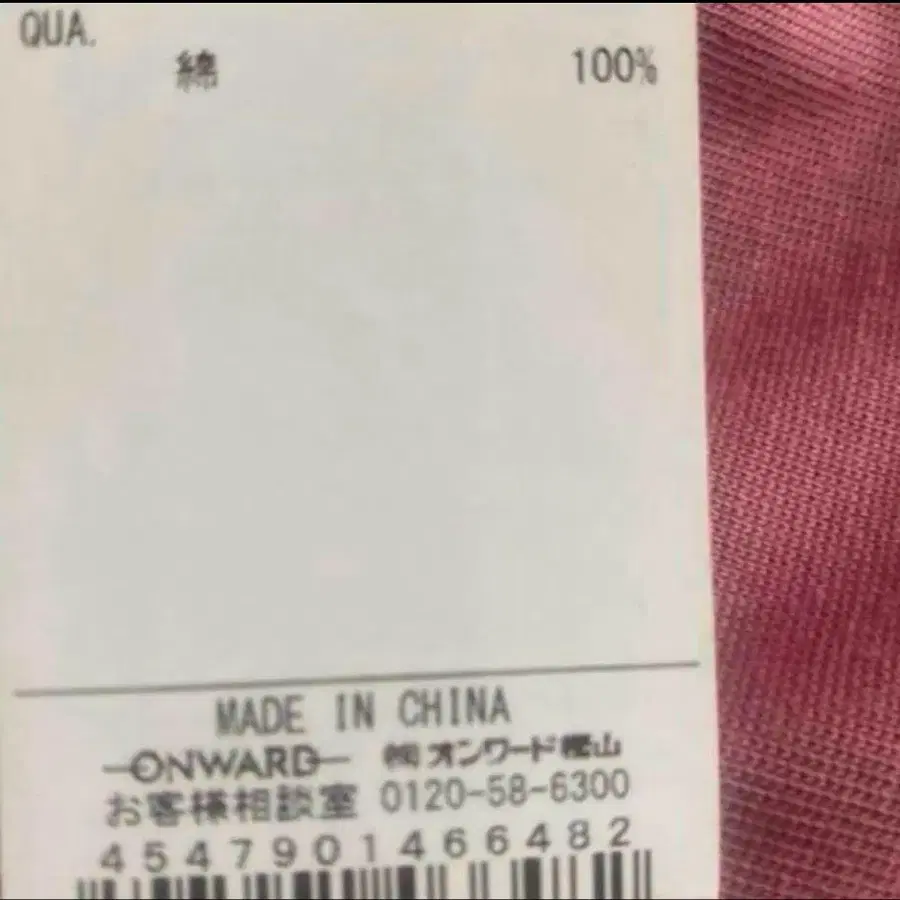 QUA.
綿 100%
MADE IN CHINA
ONWARD ㈱オンワード樫山
お客様相談室 0120-58-6300
4547901466482